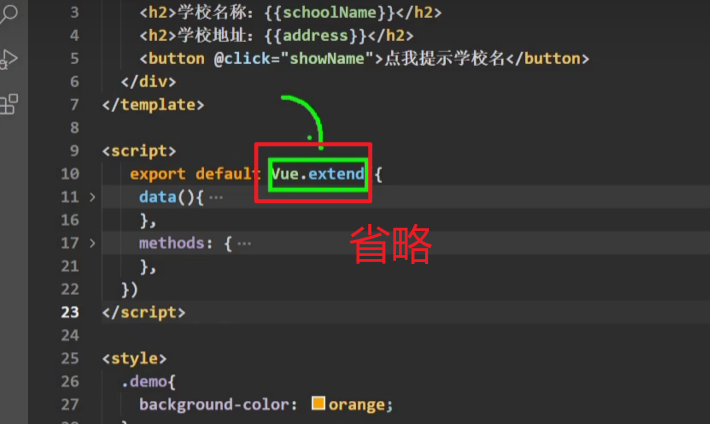 3 <h2>学校名称：{{schoolName}}</h2>
4 <h2>学校地址：{{address}}</h2>
5 <button @click="showName">点我提示学校名</button>
6 </div>
7 </template>
8
9 <script>
10 export default Vue.extend {
11 data(){ ···
16 },
省略
17 methods: { ···
21 },
22 })
23 </script>
24
25 <style>
26 .demo{
27 background-color: orange;